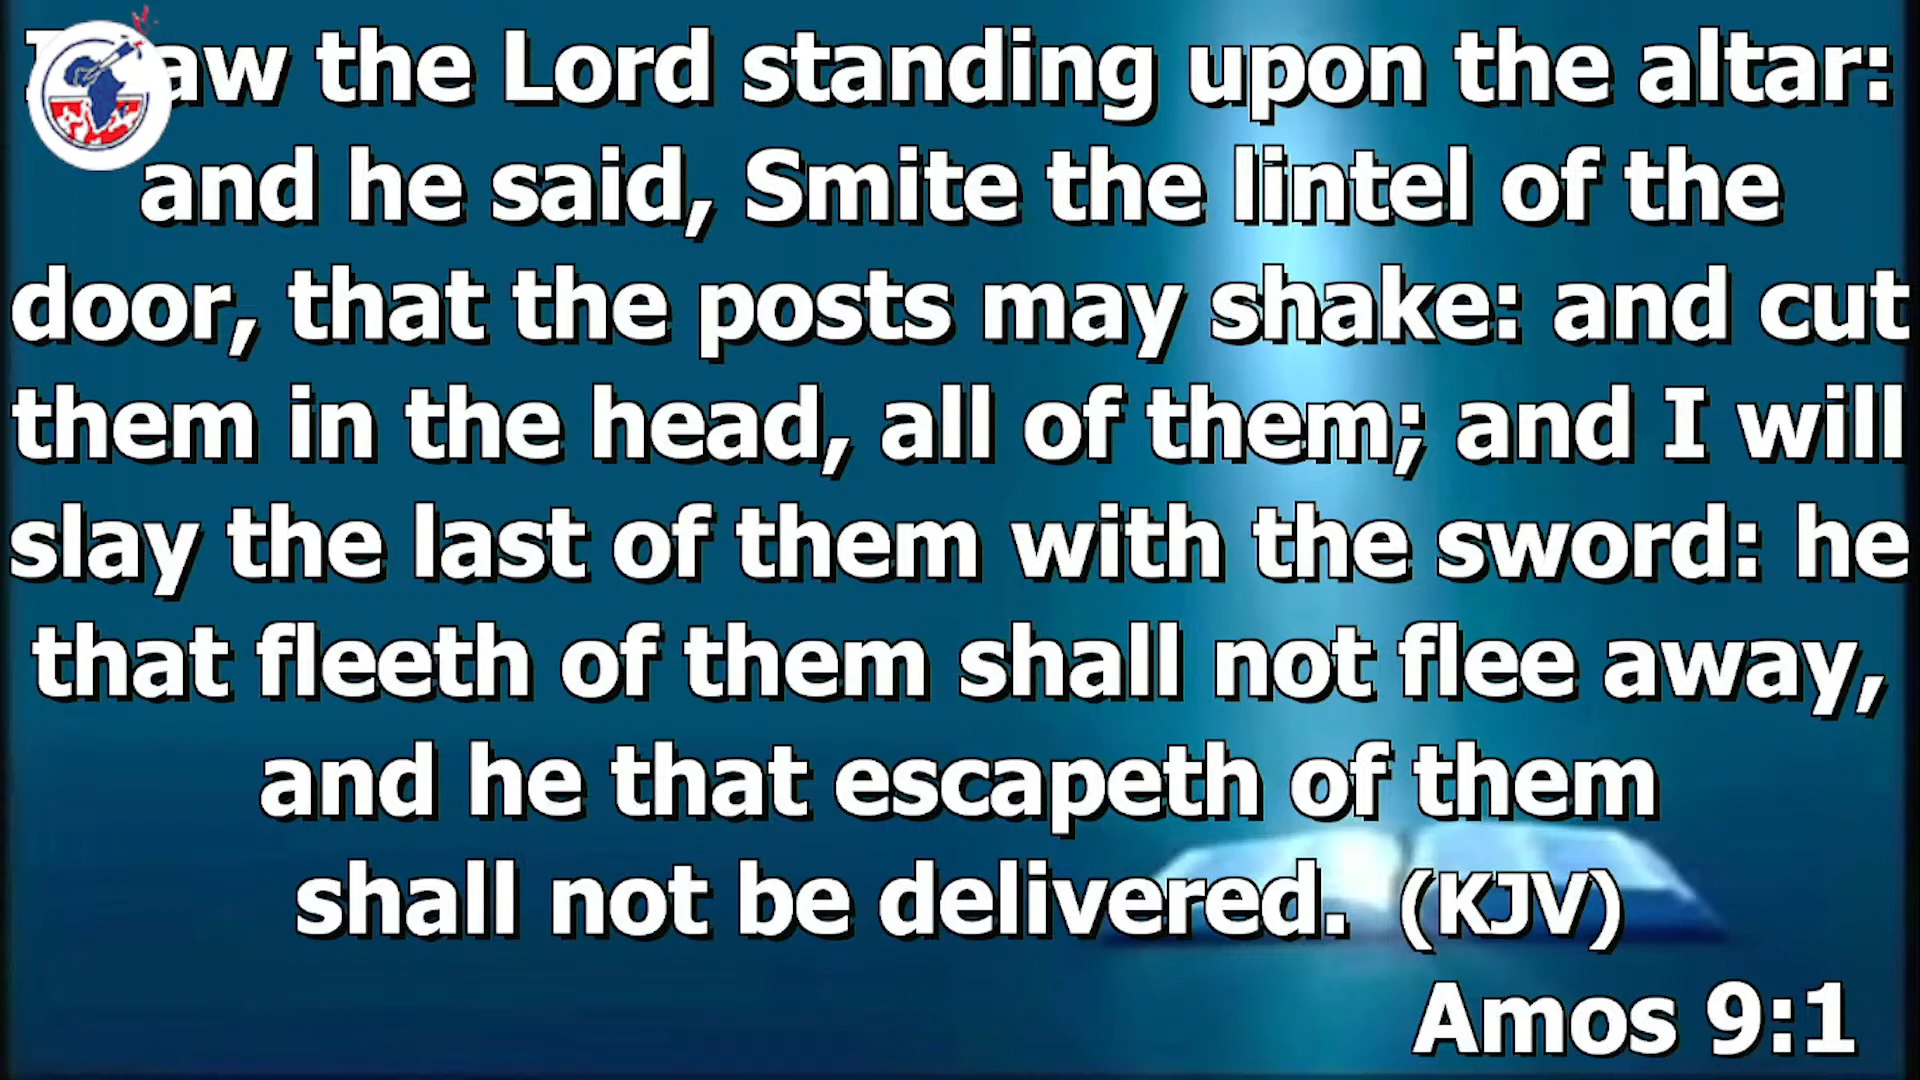 I saw the Lord standing upon the altar:
and he said, Smite the lintel of the
door, that the posts may shake: and cut
them in the head, all of them; and I will
slay the last of them with the sword: he
that fleeth of them shall not flee away,
and he that escapeth of them
shall not be delivered. (KJV)
Amos 9:1